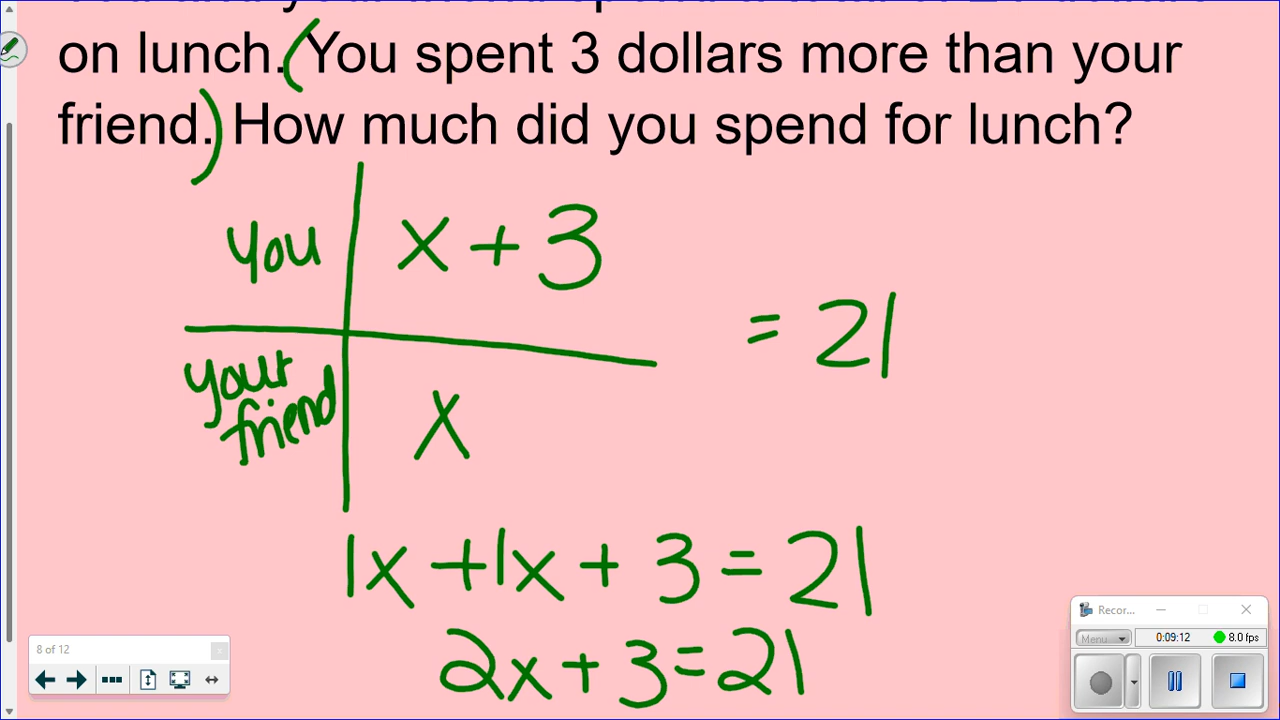 on lunch. (You spent 3 dollars more than your
friend.) How much did you spend for lunch?
you x + 3
= 21
your friend x
1x + 1x + 3 = 21
2x + 3 = 21
8 of 12
Recor...
Menu 0:09:12 8.0 fps